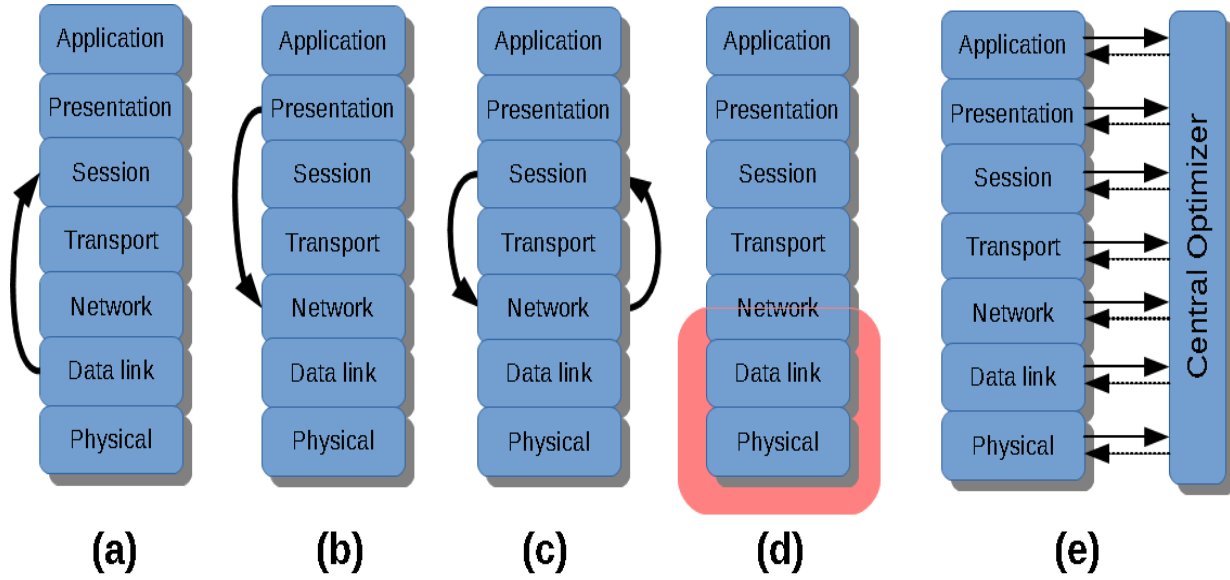 Application
Presentation
Session
Transport
Network
Data link
Physical
(a)
Application
Presentation
Session
Transport
Network
Data link
Physical
(b)
Application
Presentation
Session
Transport
Network
Data link
Physical
(c)
Application
Presentation
Session
Transport
Network
Data link
Physical
(d)
Application
Presentation
Session
Transport
Network
Data link
Physical
Central Optimizer
(e)